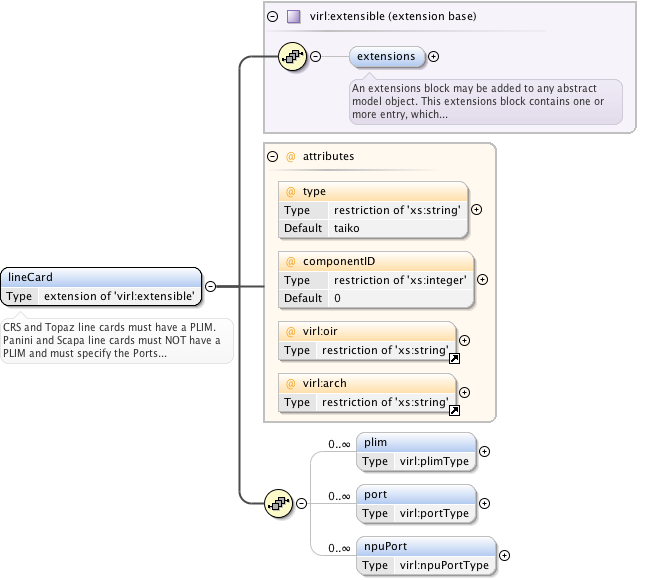 virl:extensible (extension base)
extensions
An extensions block may be added to any abstract
model object. This extensions block contains one or
more entry, which...
@ attributes
@ type
Type restriction of 'xs:string'
Default taiko
@ componentID
Type restriction of 'xs:integer'
Default 0
@ virl:oir
Type restriction of 'xs:string'
@ virl:arch
Type restriction of 'xs:string'
lineCard
Type extension of 'virl:extensible'
CRS and Topaz line cards must have a PLIM.
Panini and Scapa line cards must NOT have a
PLIM and must specify the Ports...
0..∞ plim
Type virl:plimType
0..∞ port
Type virl:portType
0..∞ npuPort
Type virl:npuPortType